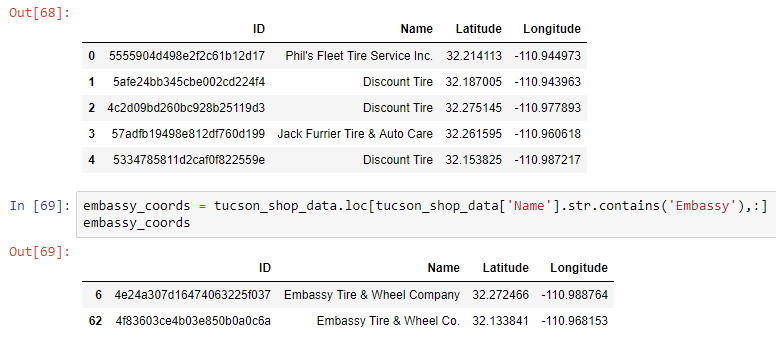 Out[68]:
ID Name Latitude Longitude
0 5555904d498e2f2c61b12d17 Phil's Fleet Tire Service Inc. 32.214113 -110.944973
1 5afe24bb345cbe002cd224f4 Discount Tire 32.187005 -110.943963
2 4c2d09bd260bc928b25119d3 Discount Tire 32.275145 -110.977893
3 57adfb19498e812df760d199 Jack Furrier Tire & Auto Care 32.261595 -110.960618
4 5334785811d2caf0f822559e Discount Tire 32.153825 -110.987217
In [69]: embassy_coords = tucson_shop_data.loc[tucson_shop_data['Name'].str.contains('Embassy'),:]
embassy_coords
Out[69]:
ID Name Latitude Longitude
6 4e24a307d16474063225f037 Embassy Tire & Wheel Company 32.272466 -110.988764
62 4f83603ce4b03e850b0a0c6a Embassy Tire & Wheel Co. 32.133841 -110.968153